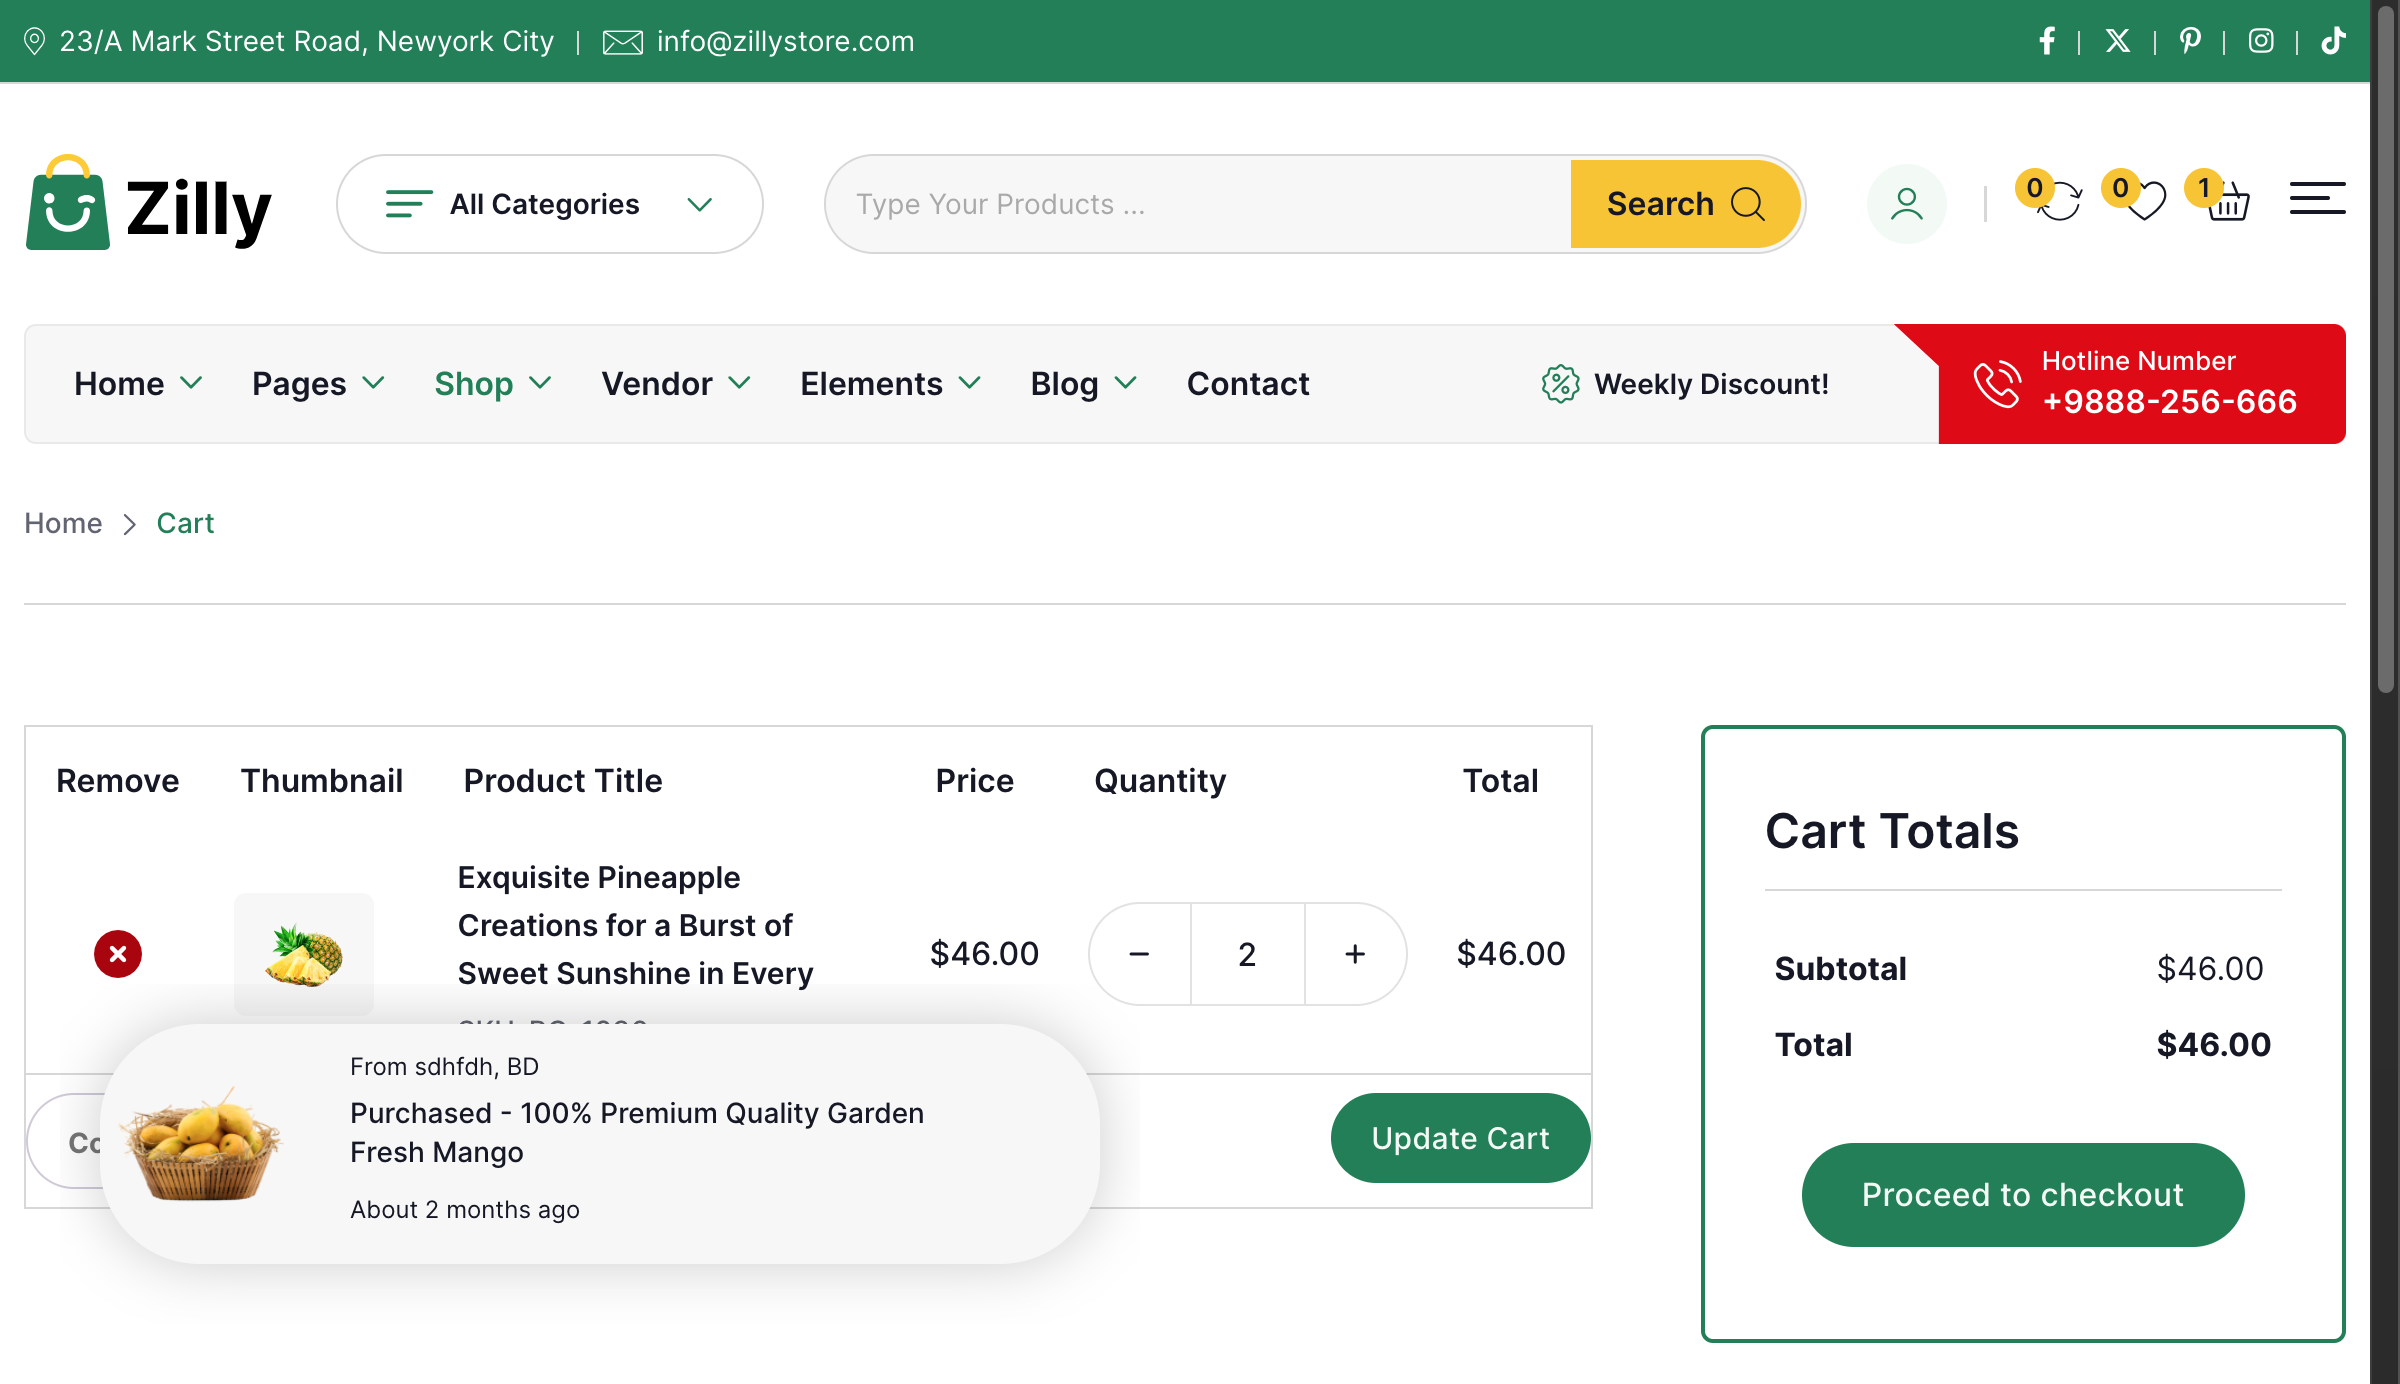 23/A Mark Street Road, Newyork City | info@zillystore.com
Zilly
All Categories
Type Your Products ...
Search
0
0
1
Home
Pages
Shop
Vendor
Elements
Blog
Contact
Weekly Discount!
Hotline Number
+9888-256-666
Home > Cart
Remove Thumbnail Product Title Price Quantity Total
Exquisite Pineapple
Creations for a Burst of
Sweet Sunshine in Every
$46.00 − 2 + $46.00
Co
From sdhfdh, BD
Purchased - 100% Premium Quality Garden
Fresh Mango
About 2 months ago
Update Cart
Cart Totals
Subtotal $46.00
Total $46.00
Proceed to checkout